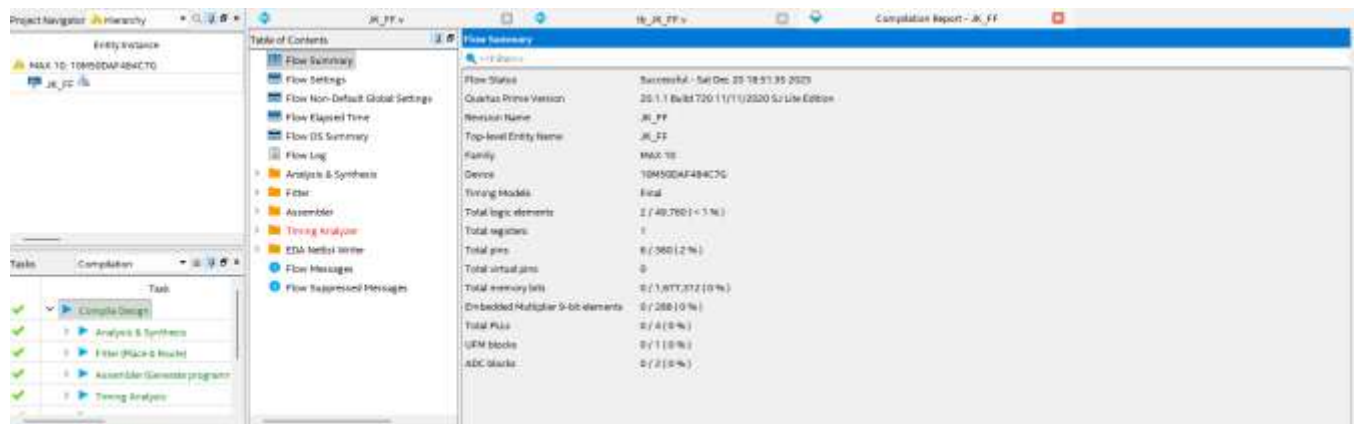 Project Navigator Hierarchy
Entity:Instance
MAX 10: 10M50DAF484C7G
JK_FF
Tasks Compilation
Task
Compile Design
Analysis & Synthesis
Fitter (Place & Route)
Assembler (Generate programm
Timing Analysis
JK_FF.v
tb_JK_FF.v
Compilation Report - JK_FF
Table of Contents
Flow Summary
Flow Settings
Flow Non-Default Global Settings
Flow Elapsed Time
Flow OS Summary
Flow Log
Analysis & Synthesis
Fitter
Assembler
Timing Analyzer
EDA Netlist Writer
Flow Messages
Flow Suppressed Messages
Flow Summary
<<Filter>>
Flow Status Successful - Sat Dec 20 18:51:35 2025
Quartus Prime Version 20.1.1 Build 720 11/11/2020 SJ Lite Edition
Revision Name JK_FF
Top-level Entity Name JK_FF
Family MAX 10
Device 10M50DAF484C7G
Timing Models Final
Total logic elements 2 / 49,760 ( < 1 % )
Total registers 1
Total pins 6 / 360 ( 2 % )
Total virtual pins 0
Total memory bits 0 / 1,677,312 ( 0 % )
Embedded Multiplier 9-bit elements 0 / 288 ( 0 % )
Total PLLs 0 / 4 ( 0 % )
UFM blocks 0 / 1 ( 0 % )
ADC blocks 0 / 2 ( 0 % )